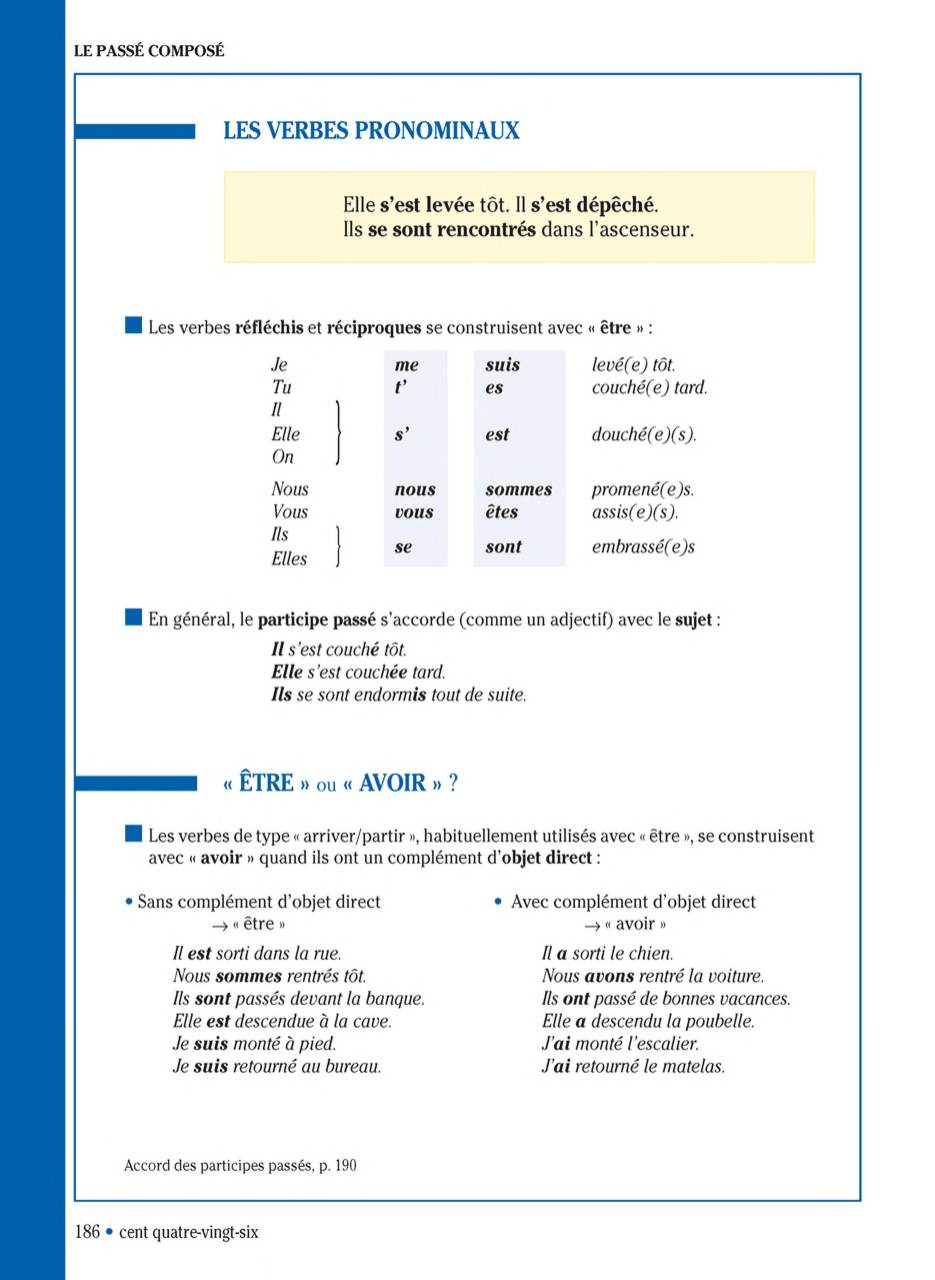 LE PASSÉ COMPOSÉ
LES VERBES PRONOMINAUX
Elle s’est levée tôt. Il s’est dépêché.
Ils se sont rencontrés dans l’ascenseur.
Les verbes réfléchis et réciproques se construisent avec « être » :
Je me suis levé(e) tôt.
Tu t’ es couché(e) tard.
Il
Elle s’ est douché(e)(s).
On
Nous nous sommes promené(e)s.
Vous vous êtes assis(e)(s).
Ils
se sont embrassé(e)s
Elles
En général, le participe passé s’accorde (comme un adjectif) avec le sujet :
Il s’est couché tôt.
Elle s’est couchée tard.
Ils se sont endormis tout de suite.
« ÊTRE » ou « AVOIR » ?
Les verbes de type « arriver/partir », habituellement utilisés avec « être », se construisent
avec « avoir » quand ils ont un complément d’objet direct :
• Sans complément d’objet direct
→ « être »
Il est sorti dans la rue.
Nous sommes rentrés tôt.
Ils sont passés devant la banque.
Elle est descendue à la cave.
Je suis monté à pied.
Je suis retourné au bureau.
• Avec complément d’objet direct
→ « avoir »
Il a sorti le chien.
Nous avons rentré la voiture.
Ils ont passé de bonnes vacances.
Elle a descendu la poubelle.
J’ai monté l’escalier.
J’ai retourné le matelas.
Accord des participes passés, p. 190
186 • cent quatre-vingt-six